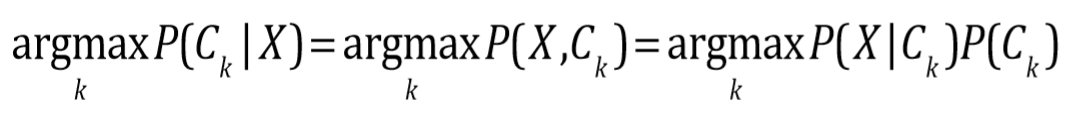 argmax P(C_k|X)=argmax P(X,C_k)=argmax P(X|C_k)P(C_k)
k k k